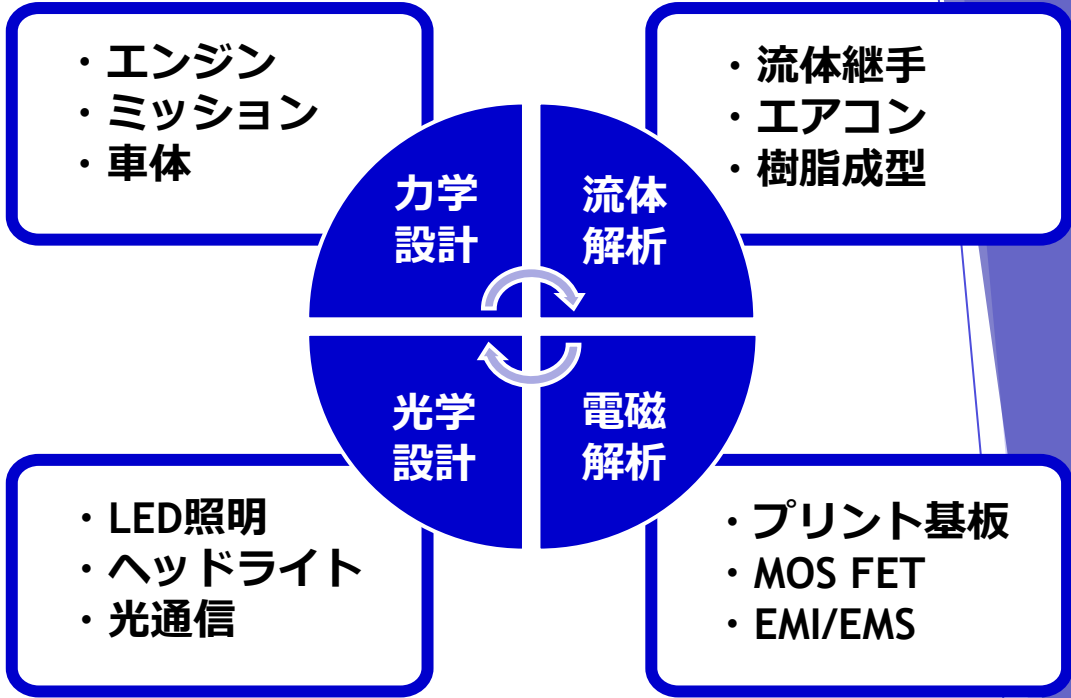 ・エンジン
・ミッション
・車体
・流体継手
・エアコン
・樹脂成型
力学
設計
流体
解析
光学
設計
電磁
解析
・LED照明
・ヘッドライト
・光通信
・プリント基板
・MOS FET
・EMI/EMS